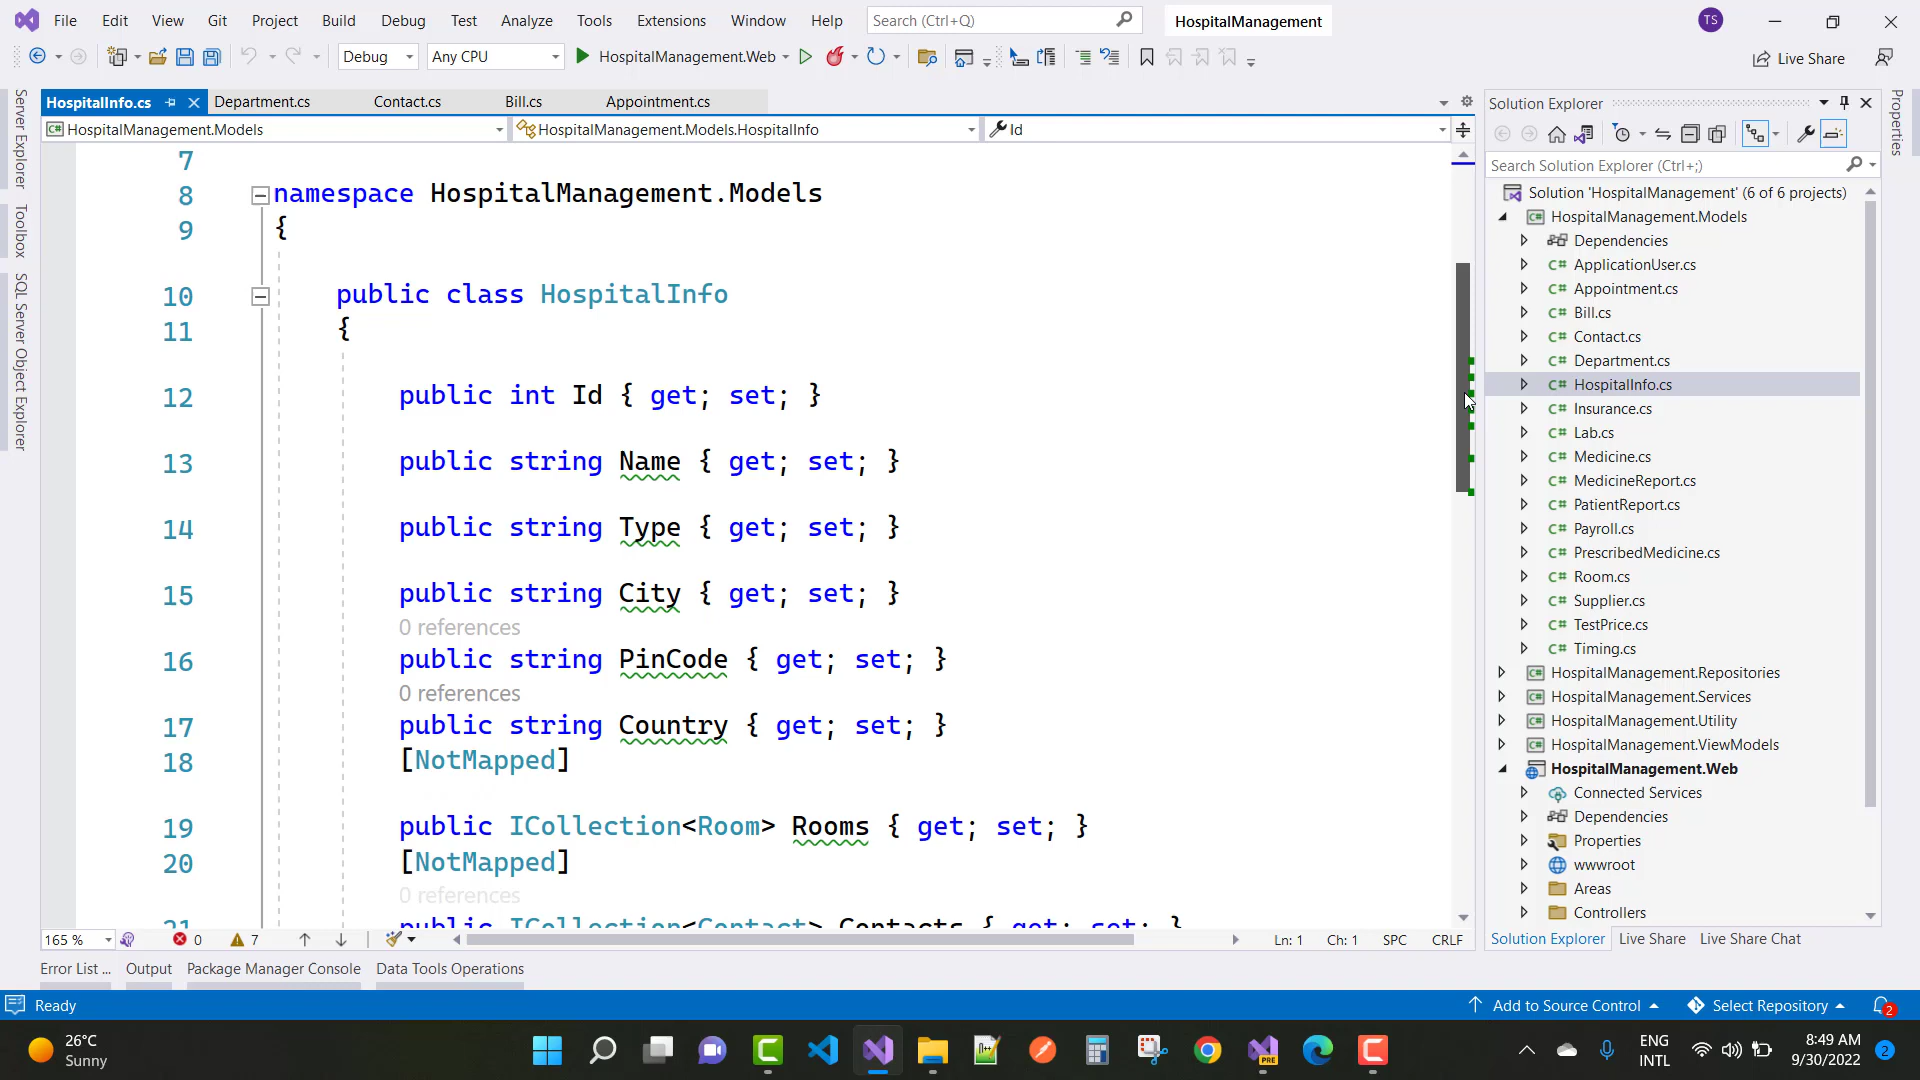 File Edit View Git Project Build Debug Test Analyze Tools Extensions Window Help Search (Ctrl+Q) HospitalManagement TS
Debug Any CPU HospitalManagement.Web Live Share
HospitalInfo.cs Department.cs Contact.cs Bill.cs Appointment.cs
HospitalManagement.Models HospitalManagement.Models.HospitalInfo Id
7
8 namespace HospitalManagement.Models
9 {
10 public class HospitalInfo
11 {
12 public int Id { get; set; }
13 public string Name { get; set; }
14 public string Type { get; set; }
15 public string City { get; set; }
0 references
16 public string PinCode { get; set; }
0 references
17 public string Country { get; set; }
18 [NotMapped]
19 public ICollection<Room> Rooms { get; set; }
20 [NotMapped]
0 references
21 public ICollection<Contact> Contacts { get; set; }
165 % 0 7 Ln: 1 Ch: 1 SPC CRLF
Error List ... Output Package Manager Console Data Tools Operations
Server Explorer
Toolbox
SQL Server Object Explorer
Solution Explorer
Search Solution Explorer (Ctrl+;)
Solution 'HospitalManagement' (6 of 6 projects)
C# HospitalManagement.Models
Dependencies
C# ApplicationUser.cs
C# Appointment.cs
C# Bill.cs
C# Contact.cs
C# Department.cs
C# HospitalInfo.cs
C# Insurance.cs
C# Lab.cs
C# Medicine.cs
C# MedicineReport.cs
C# PatientReport.cs
C# Payroll.cs
C# PrescribedMedicine.cs
C# Room.cs
C# Supplier.cs
C# TestPrice.cs
C# Timing.cs
C# HospitalManagement.Repositories
C# HospitalManagement.Services
C# HospitalManagement.Utility
C# HospitalManagement.ViewModels
HospitalManagement.Web
Connected Services
Dependencies
Properties
wwwroot
Areas
Controllers
Solution Explorer Live Share Live Share Chat
Properties
Ready Add to Source Control Select Repository 2
26°C
Sunny
PRE
ENG
INTL
8:49 AM
9/30/2022
2